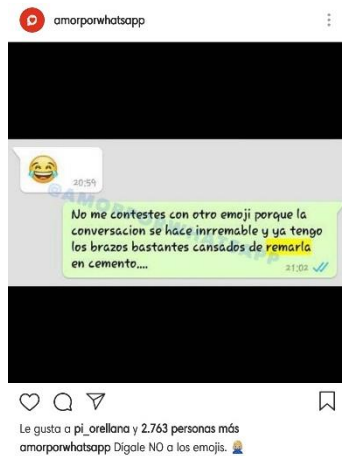 amorporwhatsapp
20:59
@AMORPORWHATSAPP
No me contestes con otro emoji porque la
conversacion se hace inrremable y ya tengo
los brazos bastantes cansados de remarla
en cemento....
21:02
Le gusta a pi_orellana y 2.763 personas más
amorporwhatsapp Digale NO a los emojis.